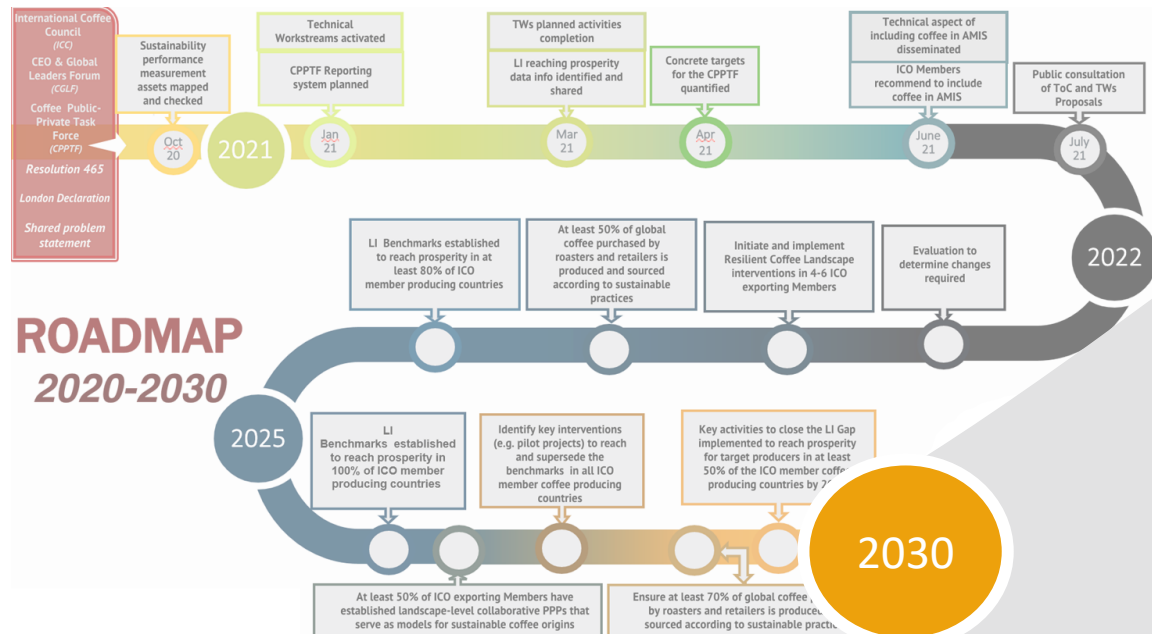 International Coffee
Council
(ICC)
CEO & Global
Leaders Forum
(CGLF)
Coffee Public-
Private Task
Force
(CPPTF)
Resolution 465
London Declaration
Shared problem
statement
Sustainability
performance
measurement
assets mapped
and checked
Oct
20
2021
Technical
Workstreams activated
CPPTF Reporting
system planned
Jan
21
TWs planned activities
completion
LI reaching prosperity
data info identified and
shared
Mar
21
Concrete targets
for the CPPTF
quantified
Apr
21
Technical aspect of
including coffee in AMIS
disseminated
ICO Members
recommend to include
coffee in AMIS
June
21
Public consultation
of ToC and TWs
Proposals
July
21
2022
LI Benchmarks established
to reach prosperity in at
least 80% of ICO
member producing countries
At least 50% of global
coffee purchased by
roasters and retailers is
produced and sourced
according to sustainable
practices
Initiate and implement
Resilient Coffee Landscape
interventions in 4-6 ICO
exporting Members
Evaluation to
determine changes
required
ROADMAP
2020-2030
2025
LI
Benchmarks established
to reach prosperity in
100% of ICO member
producing countries
Identify key interventions
(e.g. pilot projects) to reach
and supersede the
benchmarks in all ICO
member coffee producing
countries
Key activities to close the LI Gap
implemented to reach prosperity
for target producers in at least
50% of the ICO member
producing countries by
2030
At least 50% of ICO exporting Members have
established landscape-level collaborative PPPs that
serve as models for sustainable coffee origins
Ensure at least 70% of global coffee
by roasters and retailers is
sourced according to sustainable